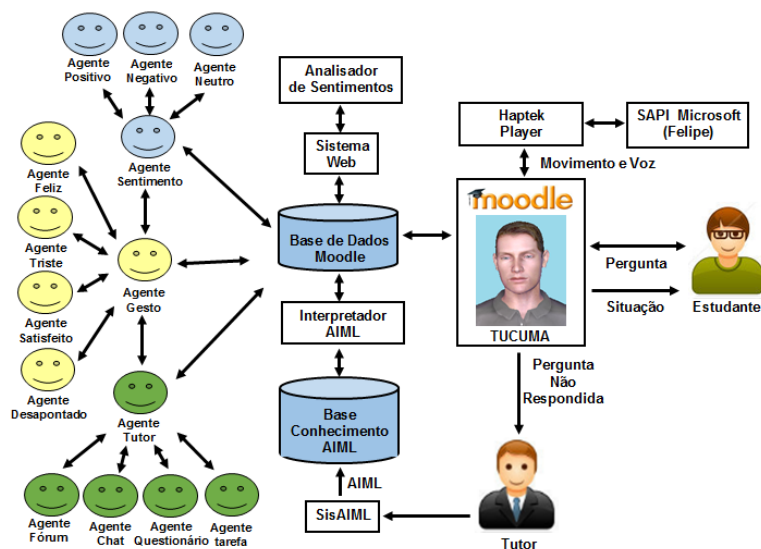 Agente
Positivo
Agente
Negativo
Agente
Neutro
Agente
Sentimento
Agente
Feliz
Agente
Triste
Agente
Satisfeito
Agente
Desapontado
Agente
Gesto
Agente
Tutor
Agente
Fórum
Agente
Chat
Agente
Questionário
Agente
tarefa
Analisador
de Sentimentos
Sistema
Web
Base de Dados
Moodle
Interpretador
AIML
Base
Conhecimento
AIML
AIML
SisAIML
Haptek
Player
SAPI Microsoft
(Felipe)
Movimento e Voz
moodle
TUCUMA
Pergunta
Situação
Estudante
Pergunta
Não
Respondida
Tutor